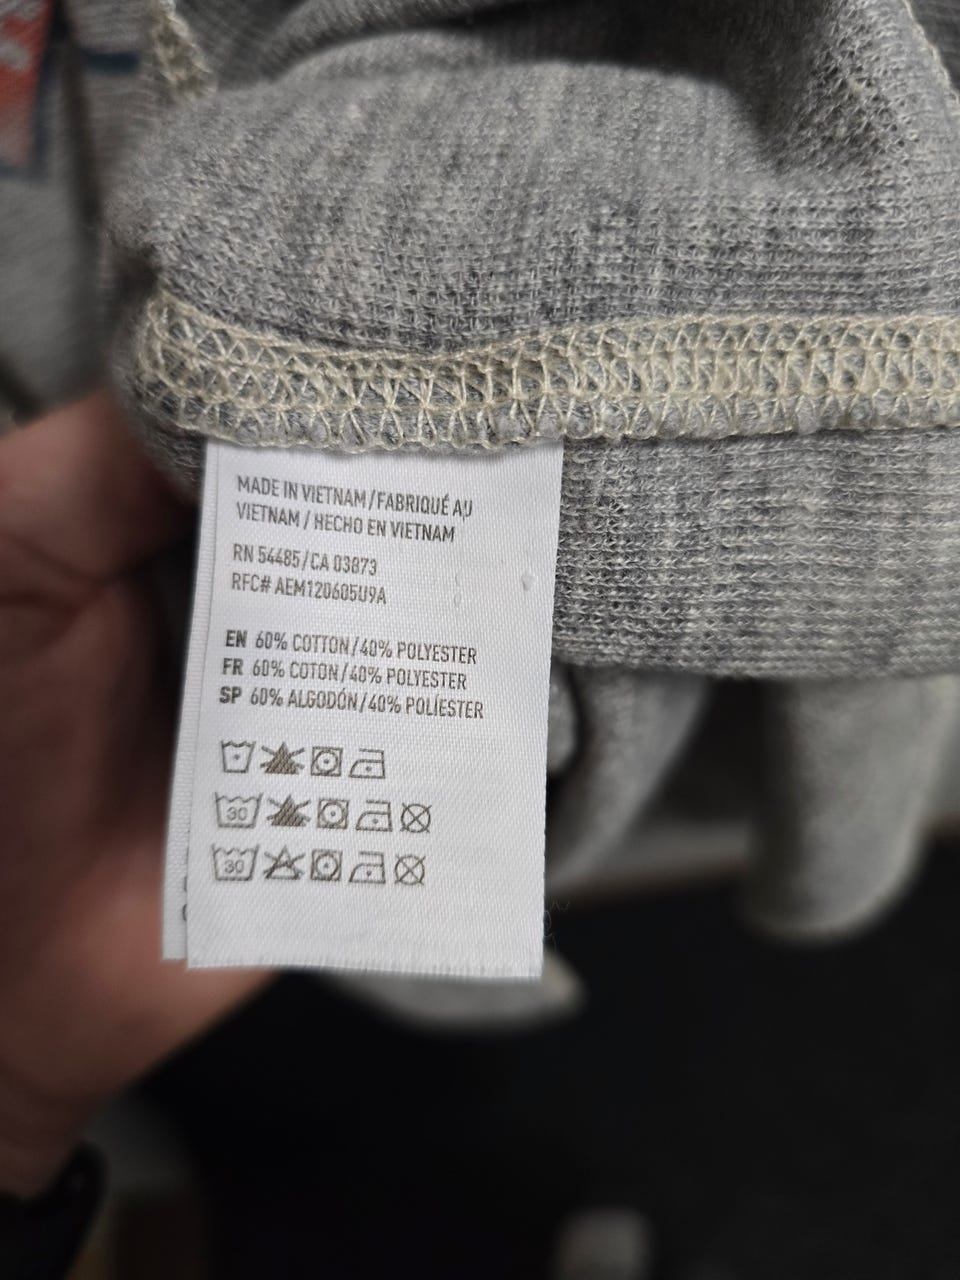 MADE IN VIETNAM/FABRIQUÉ AU
VIETNAM / HECHO EN VIETNAM
RN 54485/CA 03873
RFC# AEM120605U9A
EN 60% COTTON/40% POLYESTER
FR 60% COTON/40% POLYESTER
SP 60% ALGODÓN/40% POLÍESTER
30
30